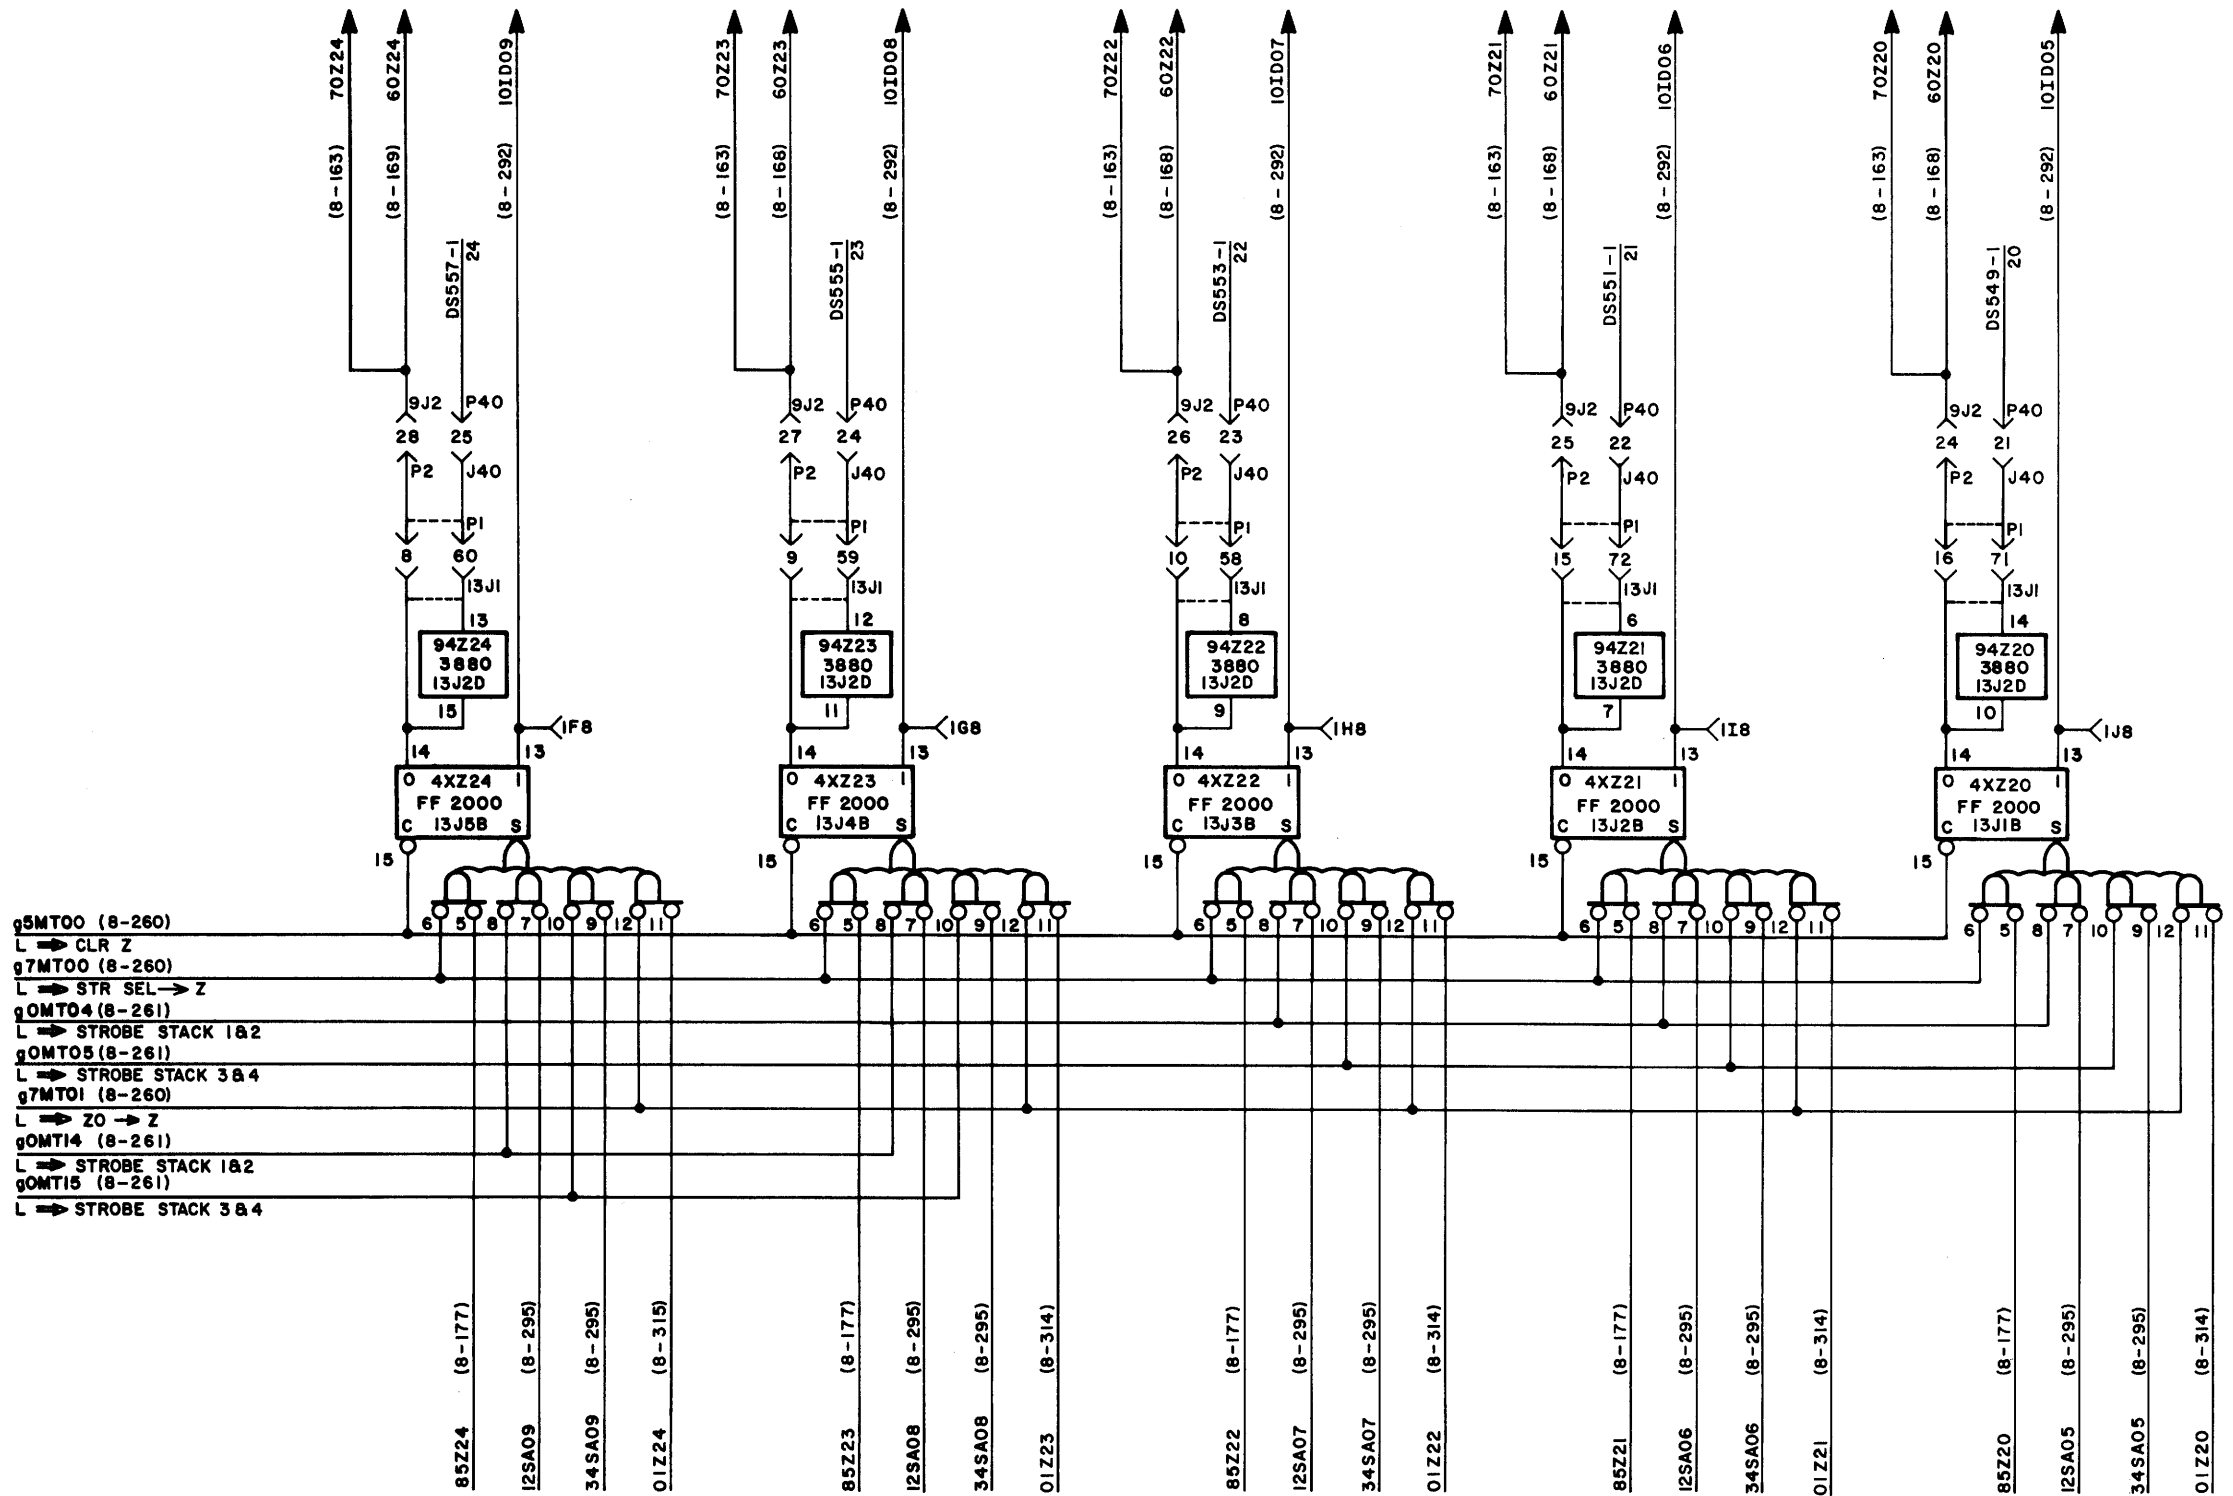 70Z24 60Z24 10ID09 70Z23 60Z23 10ID08 70Z22 60Z22 10ID07 70Z21 60Z21 10ID06 70Z20 60Z20 10ID05
(8-163) (8-169) (8-292) (8-163) (8-168) (8-292) (8-163) (8-168) (8-292) (8-163) (8-168) (8-292) (8-163) (8-168) (8-292)
DS557-1 DS555-1 DS553-1 DS551-1 DS549-1
24 23 22 21 20
9J2 P40 9J2 P40 9J2 P40 9J2 P40 9J2 P40
28 25 27 24 26 23 25 22 24 21
P2 J40 P2 J40 P2 J40 P2 J40 P2 J40
P1 P1 P1 P1 P1
8 60 9 59 10 58 15 72 16 71
13J1 13J1 13J1 13J1 13J1
13 12 8 6 14
94Z24 94Z23 94Z22 94Z21 94Z20
3880 3880 3880 3880 3880
13J2D 13J2D 13J2D 13J2D 13J2D
15 11 9 7 10
1F8 1G8 1H8 1I8 1J8
14 13 14 13 14 13 14 13 14 13
0 4XZ24 1 0 4XZ23 1 0 4XZ22 1 0 4XZ21 1 0 4XZ20 1
FF 2000 FF 2000 FF 2000 FF 2000 FF 2000
C 13J5B S C 13J4B S C 13J3B S C 13J2B S C 13J1B S
15 15 15 15 15
6 5 8 7 10 9 12 11 6 5 8 7 10 9 12 11 6 5 8 7 10 9 12 11 6 5 8 7 10 9 12 11 6 5 8 7 10 9 12 11
g5MT00 (8-260)
L ⇒ CLR Z
g7MT00 (8-260)
L ⇒ STR SEL → Z
g0MT04 (8-261)
L ⇒ STROBE STACK 1&2
g0MT05 (8-261)
L ⇒ STROBE STACK 3&4
g7MT01 (8-260)
L ⇒ ZO → Z
g0MT14 (8-261)
L ⇒ STROBE STACK 1&2
g0MT15 (8-261)
L ⇒ STROBE STACK 3&4
(8-177) (8-295) (8-295) (8-315) (8-177) (8-295) (8-295) (8-314) (8-177) (8-295) (8-295) (8-314) (8-177) (8-295) (8-295) (8-314) (8-177) (8-295) (8-295) (8-314)
85Z24 12SA09 34SA09 01Z24 85Z23 12SA08 34SA08 01Z23 85Z22 12SA07 34SA07 01Z22 85Z21 12SA06 34SA06 01Z21 85Z20 12SA05 34SA05 01Z20